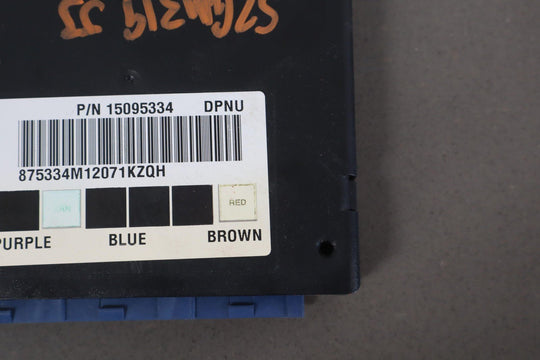 P/N 15095334 DPNU
875334M12071KZQH
RED
PURPLE BLUE BROWN